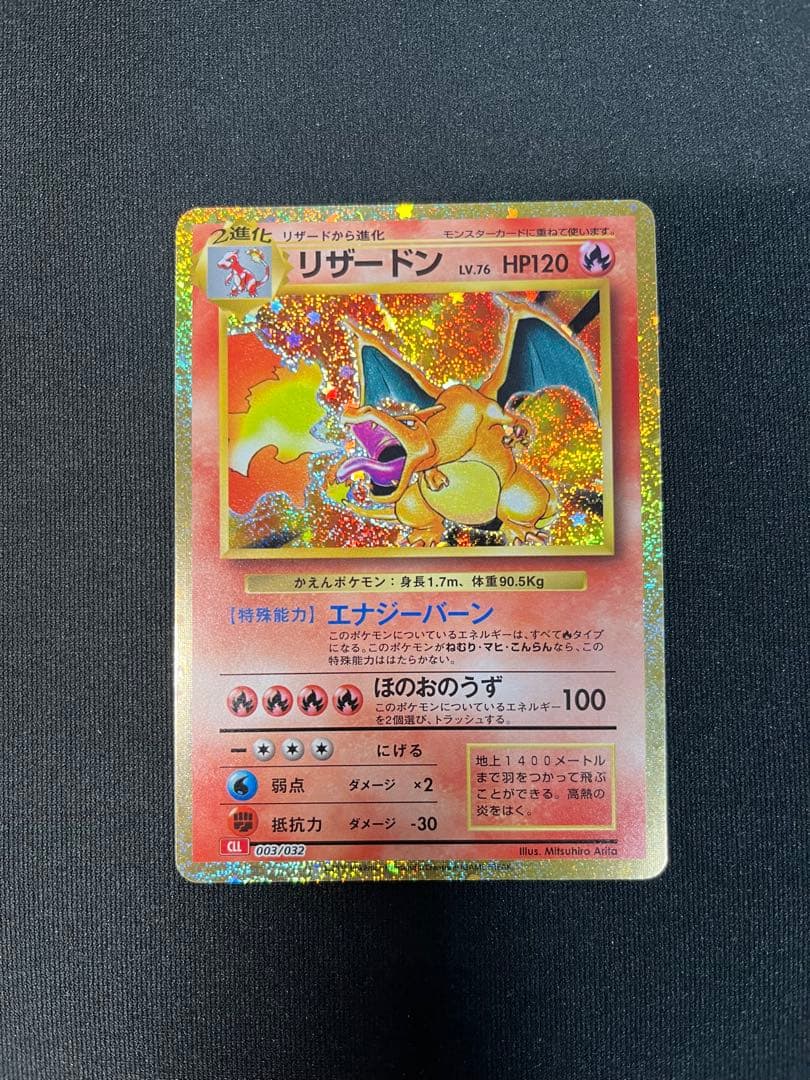 2進化 リザードから進化 モンスターカードに重ねて使います。
リザードン LV.76 HP120
かえんポケモン：身長1.7m、体重90.5Kg
【特殊能力】エナジーバーン
このポケモンについているエネルギーは、すべてタイプ
になる。このポケモンがねむり・マヒ・こんらんなら、この
特殊能力ははたらかない。
ほのおのうず 100
このポケモンについているエネルギー
を2個選び、トラッシュする。
にげる
弱点 ダメージ ×2
抵抗力 ダメージ -30
地上１４００メートル
まで羽をつかって飛ぶ
ことができる。高熱の
炎をはく。
CLL 003/032
Illus. Mitsuhiro Arita